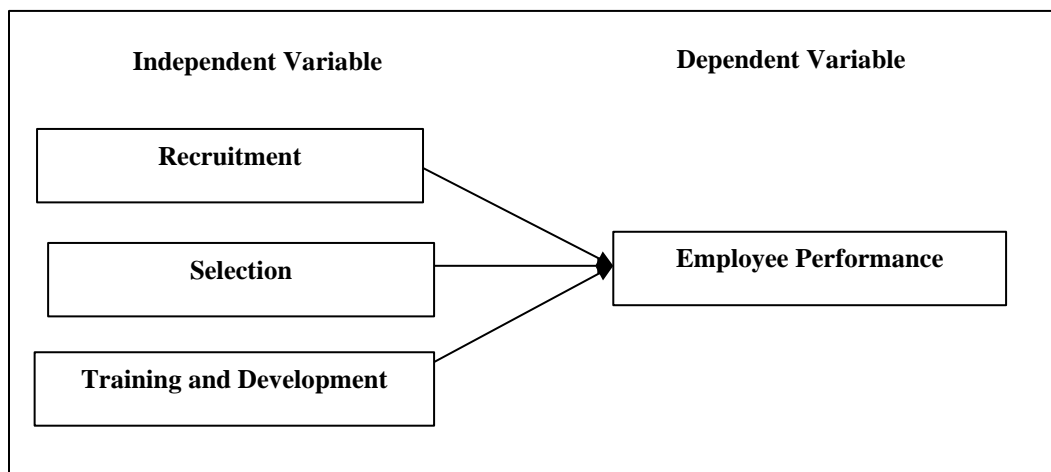 Independent Variable
Dependent Variable
Recruitment
Selection
Employee Performance
Training and Development